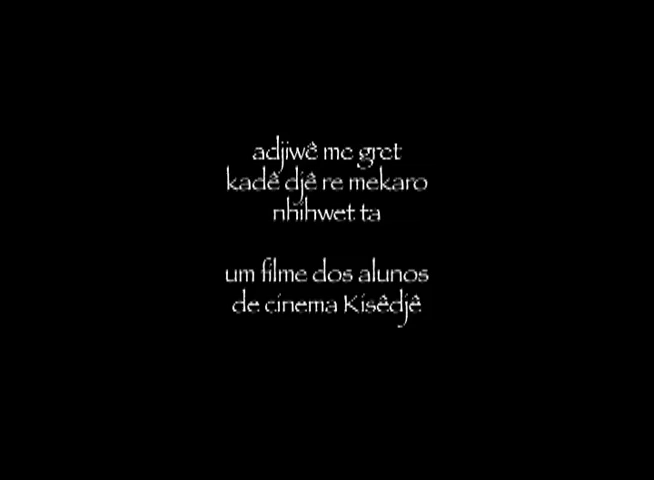 adjiwê me gret
kadê djê re mekaro
nhihwet ta
um filme dos alunos
de cinema Kisêdjê